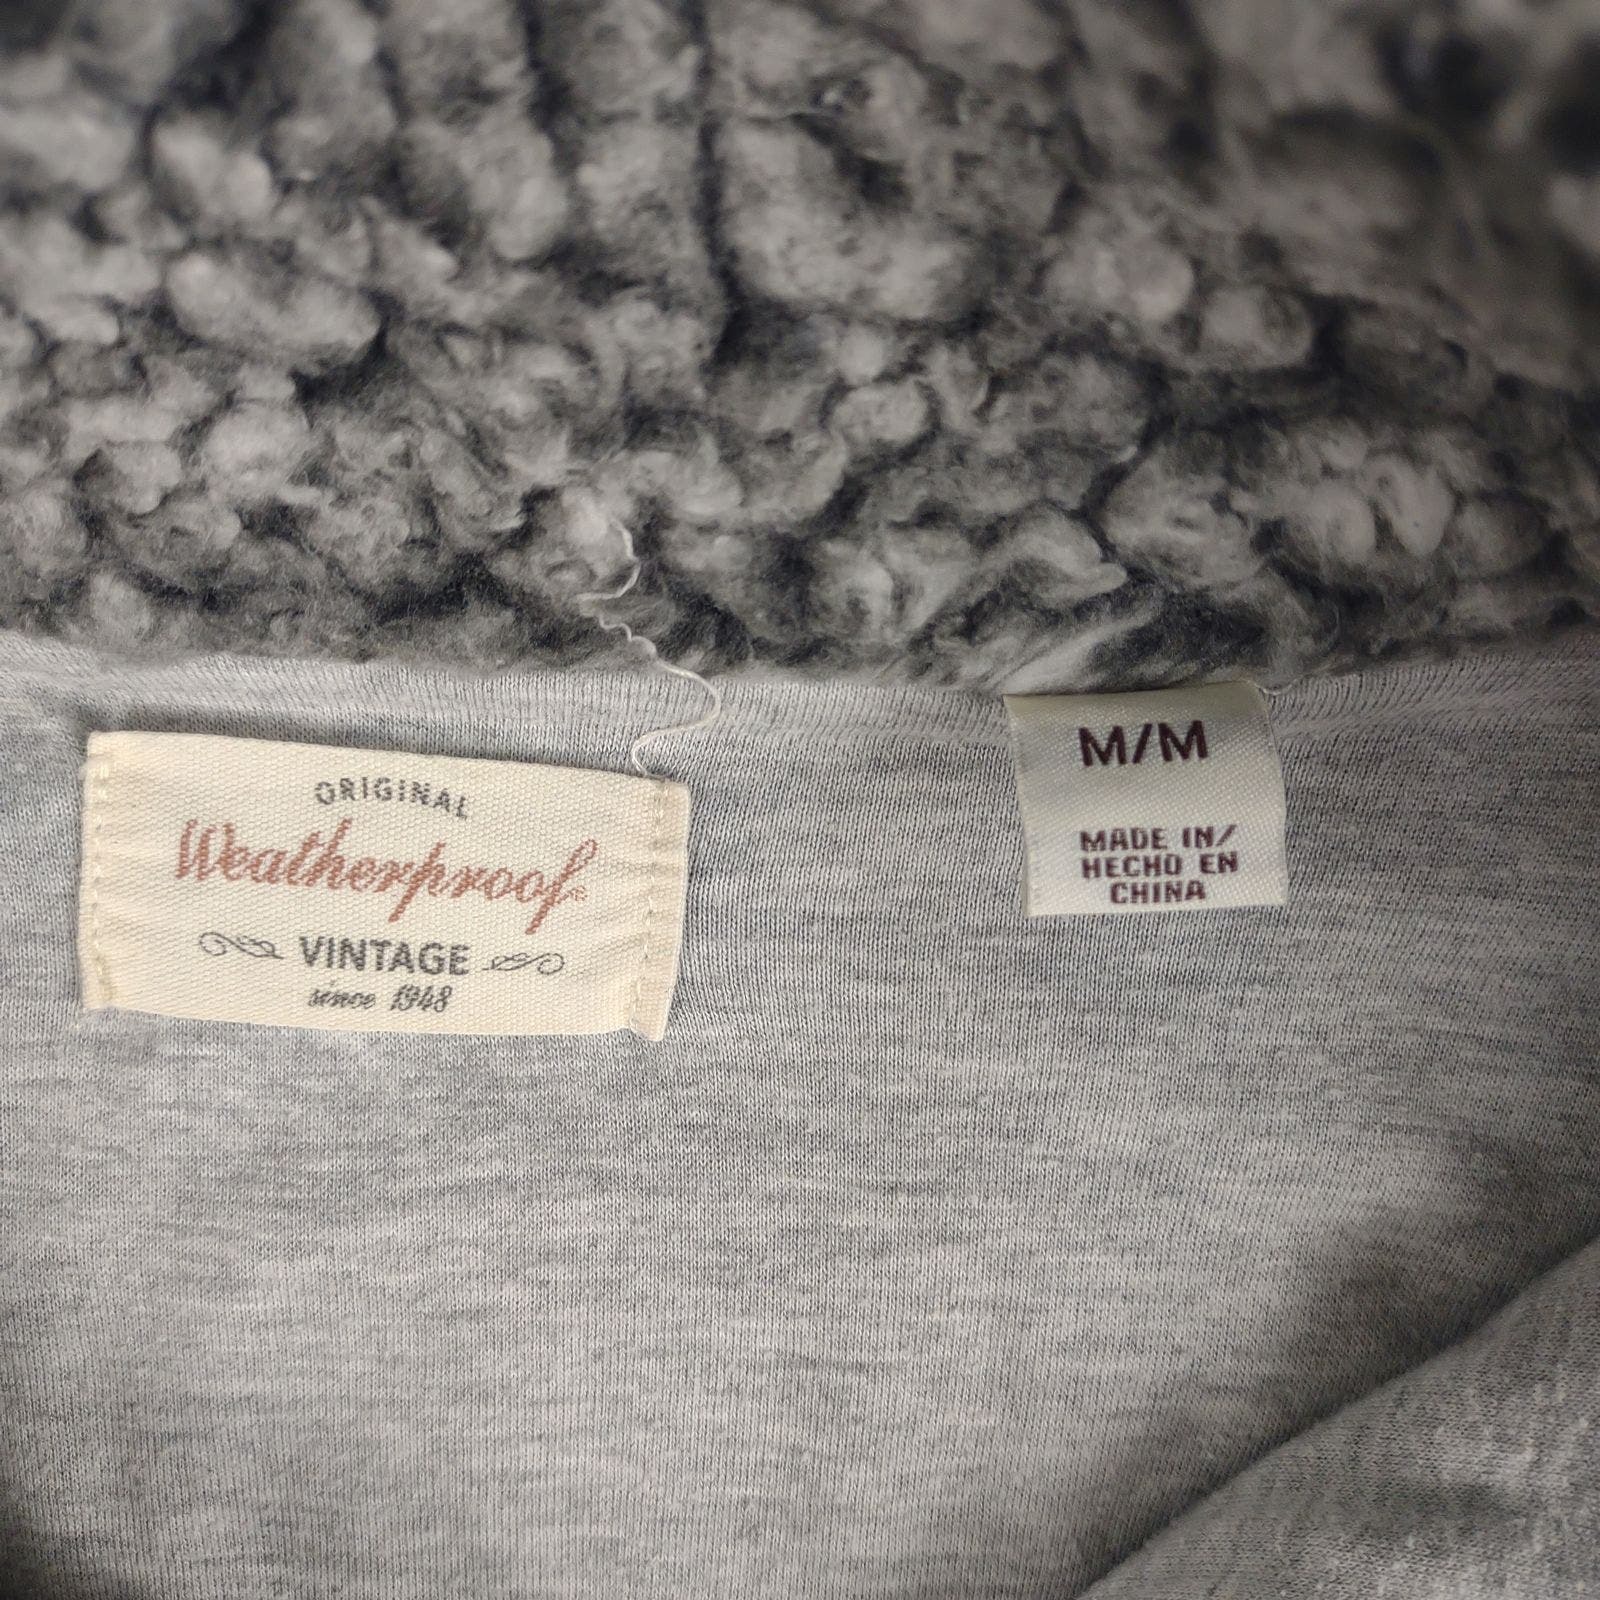 ORIGINAL
Weatherproof®
VINTAGE
since 1948
M/M
MADE IN/
HECHO EN
CHINA